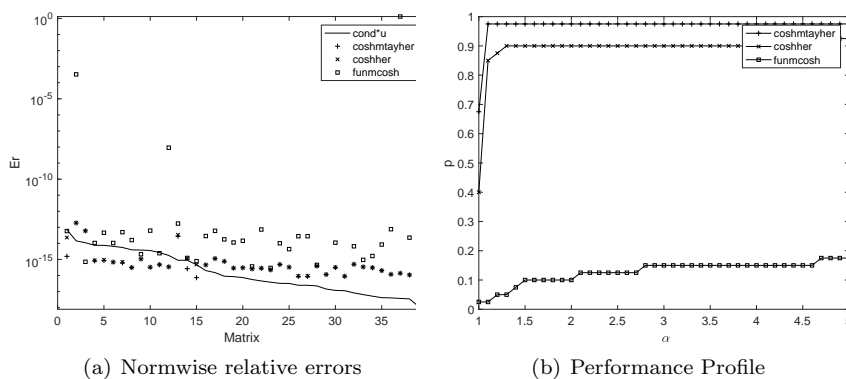 10^0
10^-5
10^-10
10^-15
Er
0 5 10 15 20 25 30 35
Matrix
cond*u
coshmtayher
coshher
funmcosh
(a) Normwise relative errors
1
0.9
0.8
0.7
0.6
0.5
0.4
0.3
0.2
0.1
0
p
1 1.5 2 2.5 3 3.5 4 4.5 5
α
coshmtayher
coshher
funmcosh
(b) Performance Profile